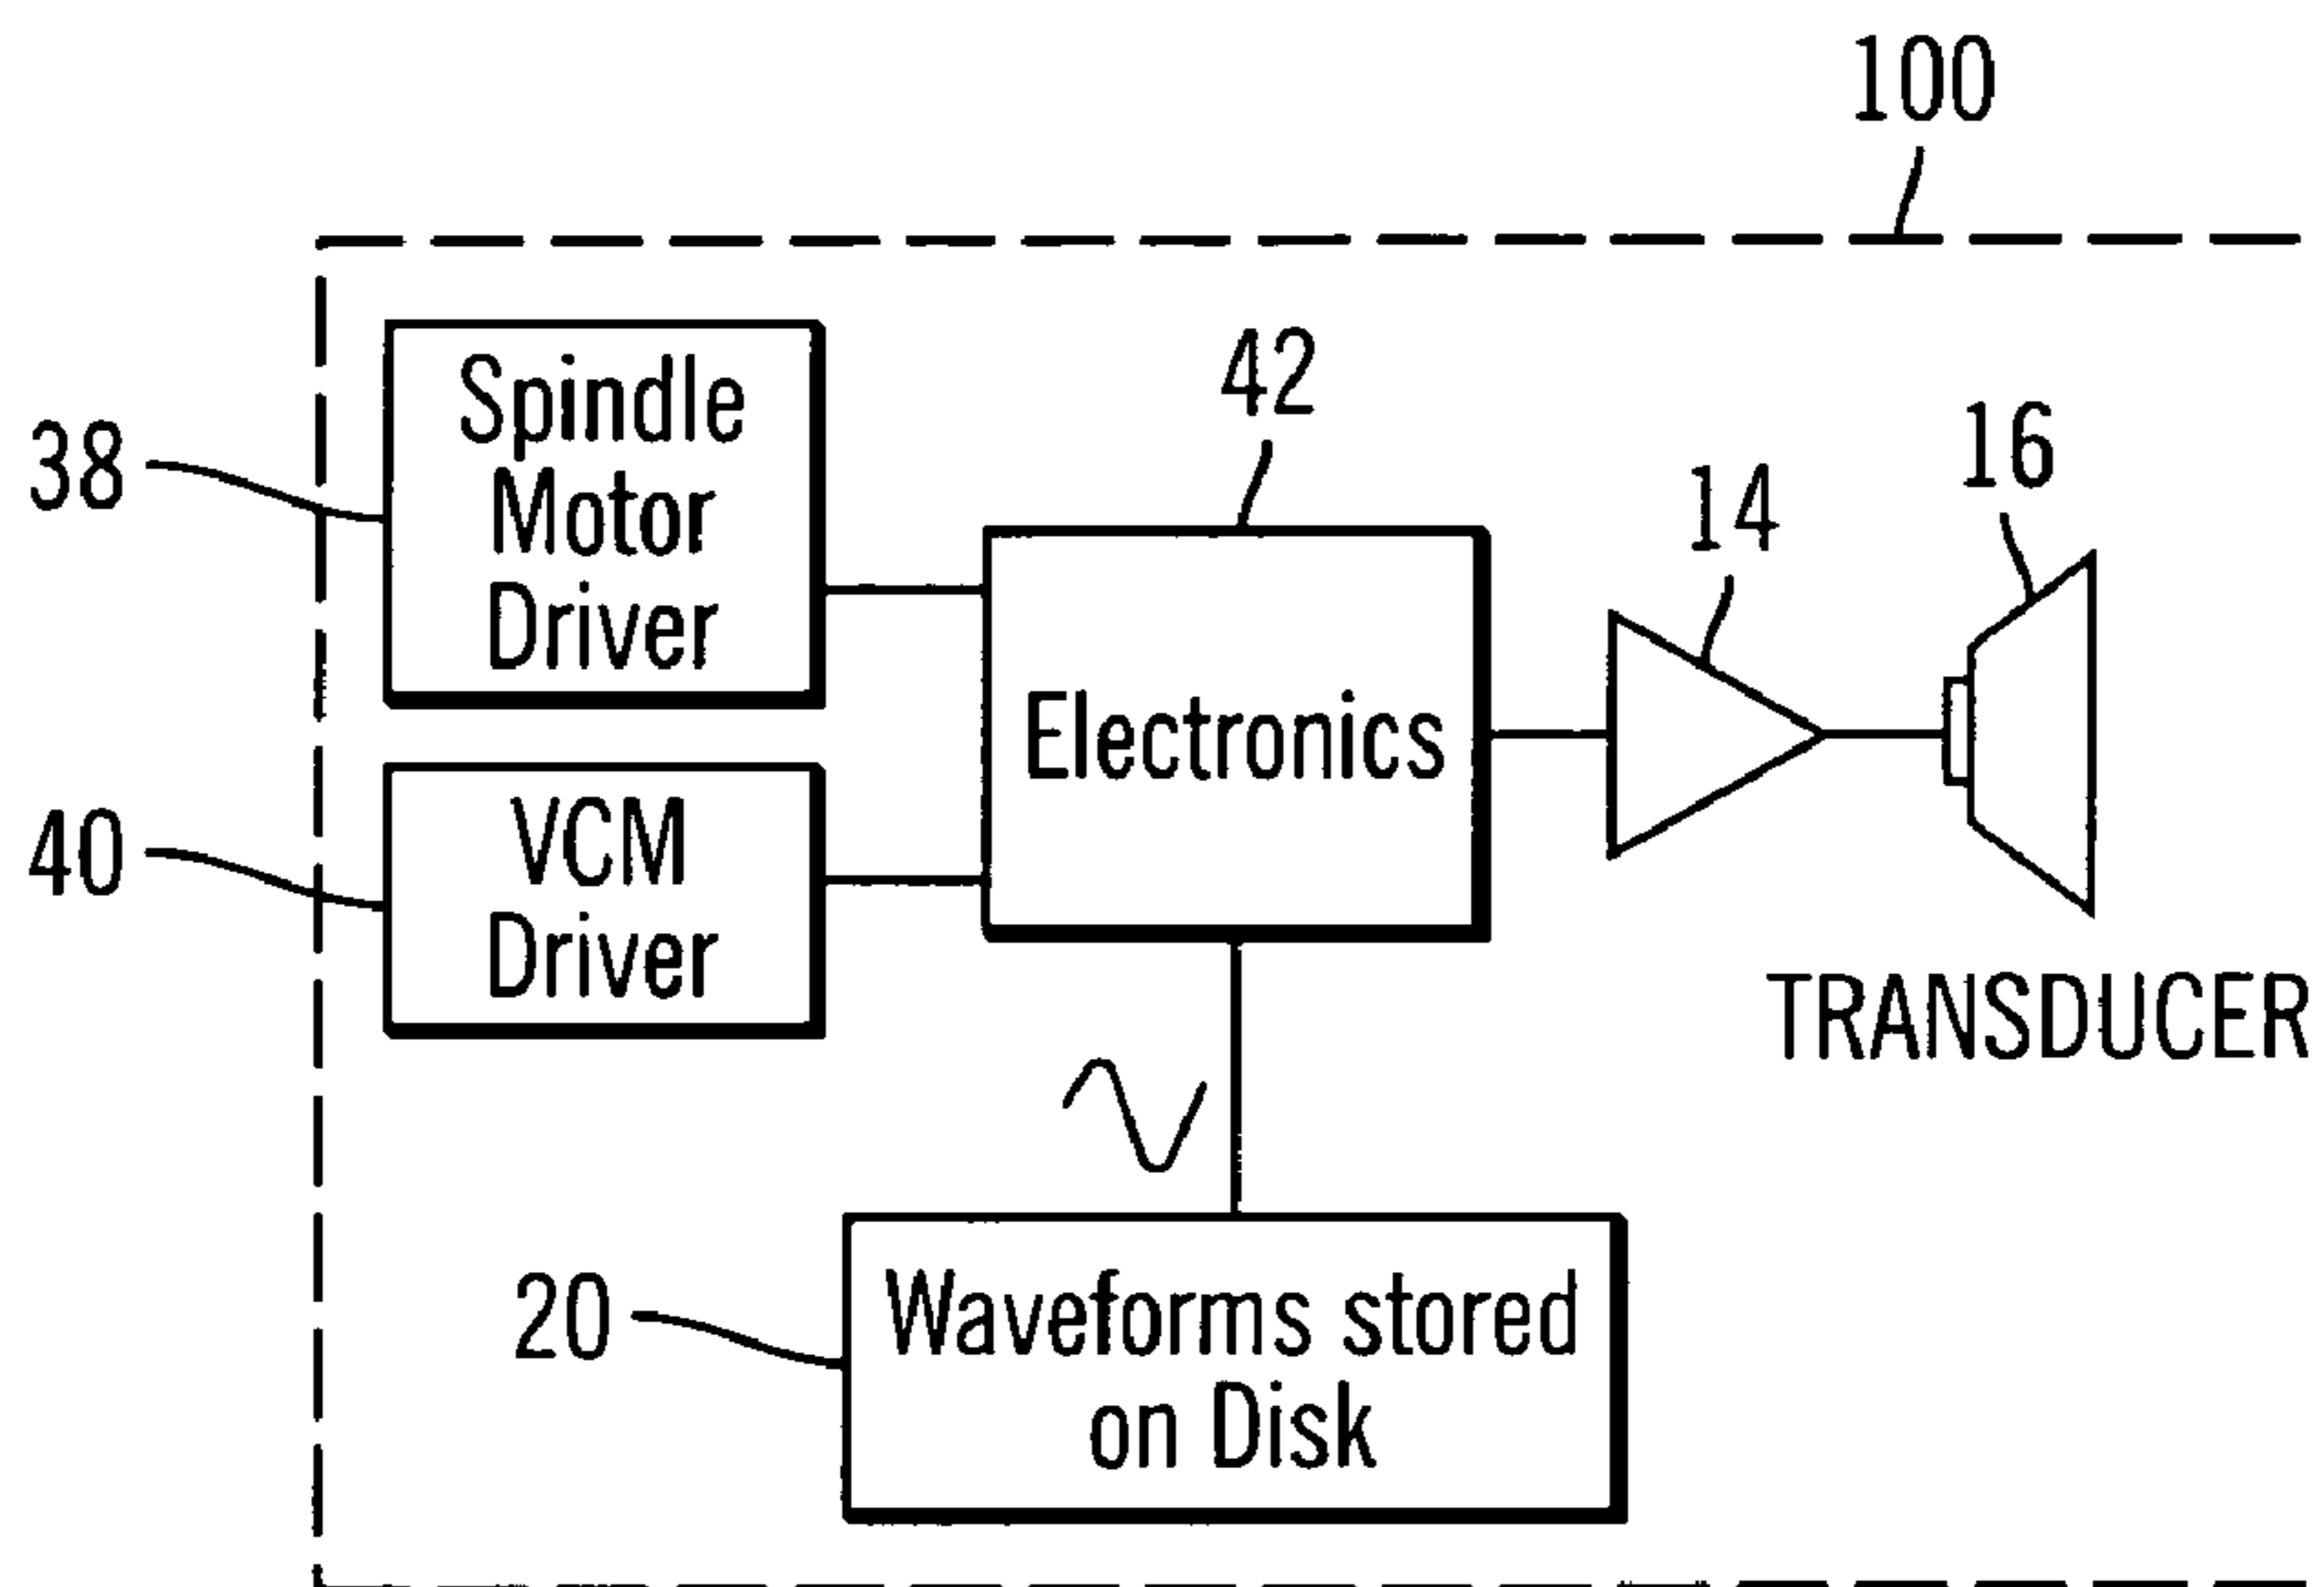 100
38
Spindle
Motor
Driver
42
14
16
40
VCM
Driver
Electronics
TRANSDUCER
20
Waveforms stored
on Disk